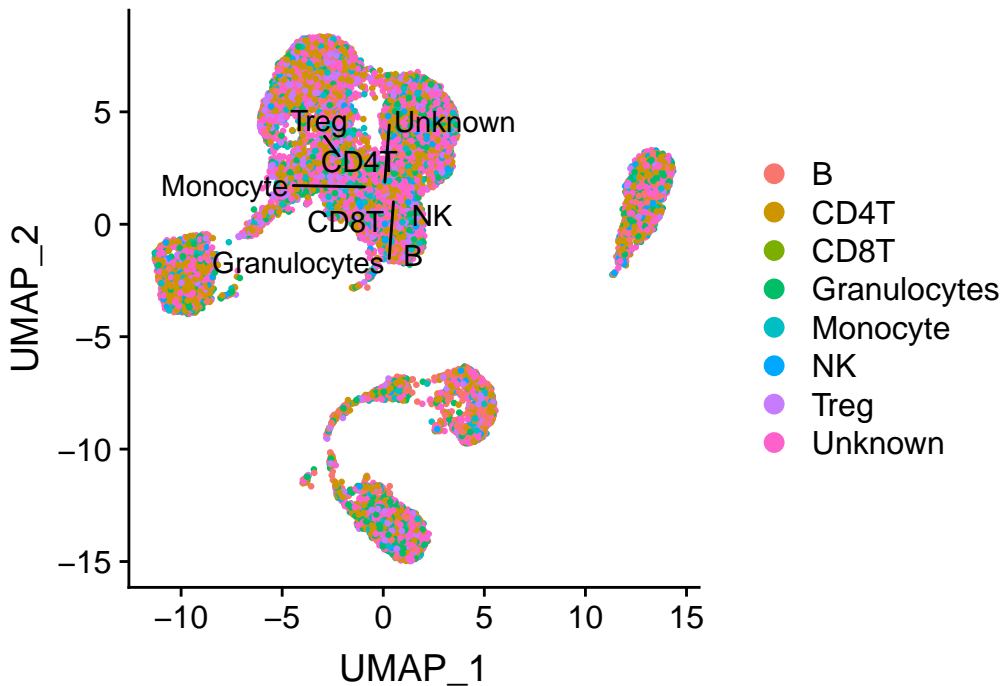 5
0
−5
−10
−15
UMAP_2
Treg
Unknown
CD4T
Monocyte
CD8T
NK
Granulocytes
B
−10
−5
0
5
10
15
UMAP_1
B
CD4T
CD8T
Granulocytes
Monocyte
NK
Treg
Unknown